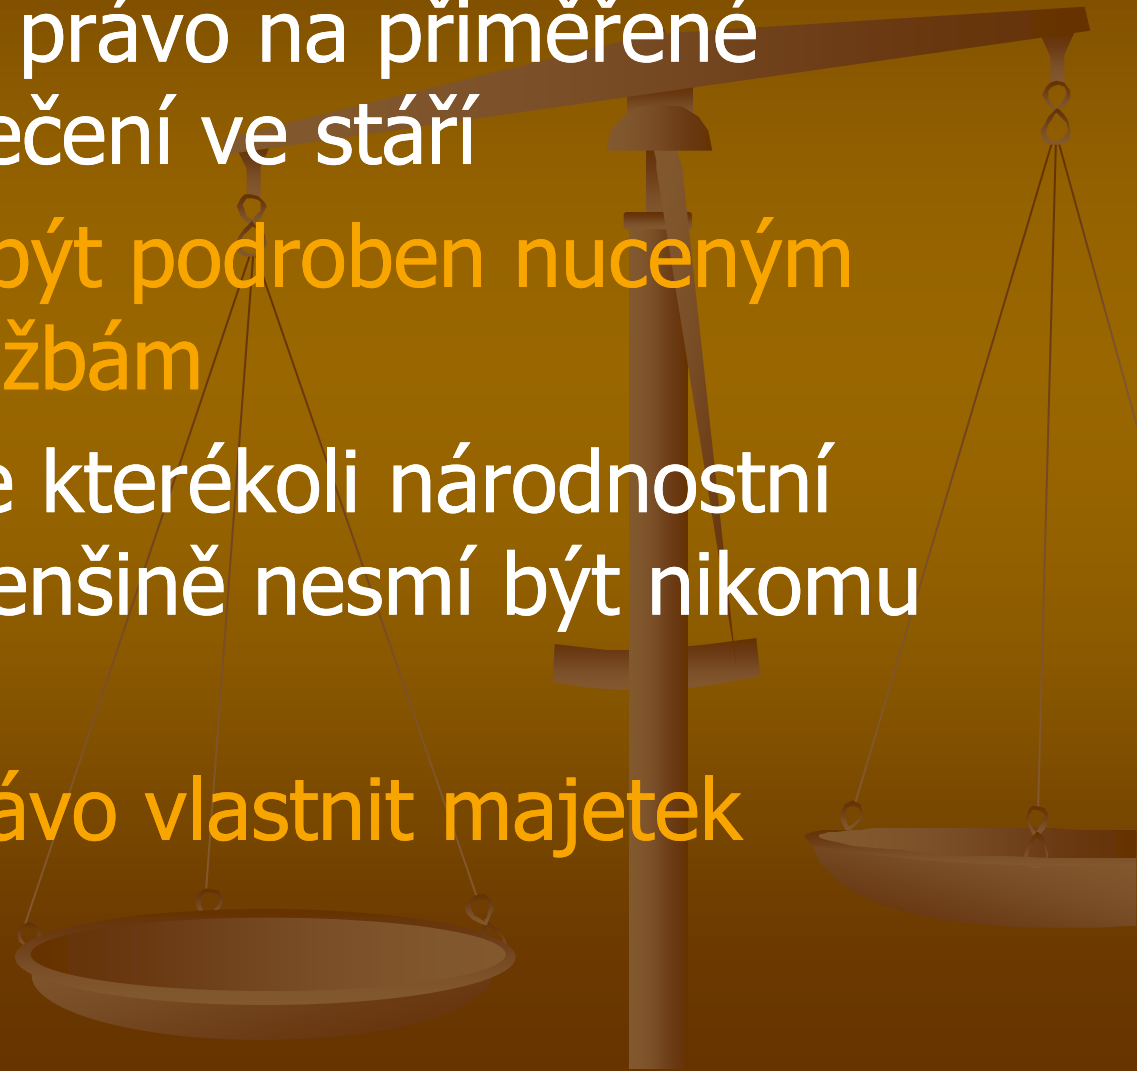 právo na přiměřené
ečení ve stáří
být podroben nuceným
žbám
e kterékoli národnostní
enšině nesmí být nikomu
ávo vlastnit majetek